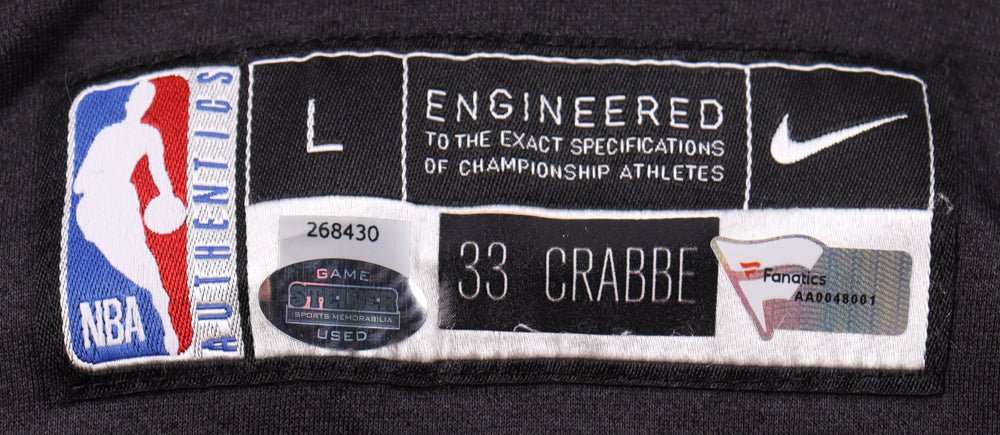 NBA
AUTHENTICS
L
ENGINEERED
TO THE EXACT SPECIFICATIONS
OF CHAMPIONSHIP ATHLETES
268430
GAME
STEINER
SPORTS MEMORABILIA
USED
33 CRABBE
Fanatics
AA0048001